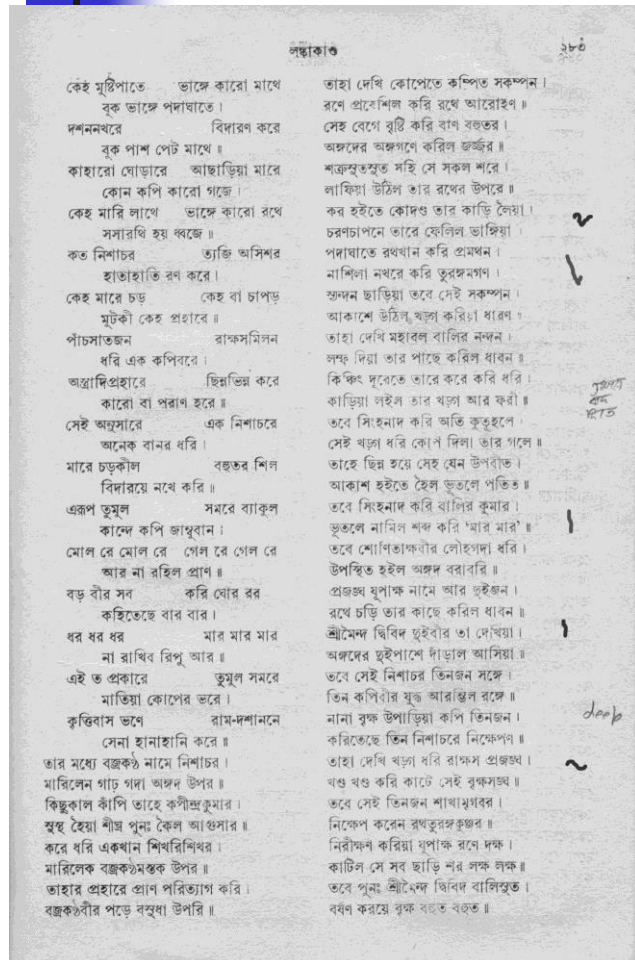 লঙ্কাকাণ্ড
২৮৩
কেহ মুষ্টিপাতে ভাঙ্গে কারো মাথে
বুক ভাঙ্গে পদাঘাতে।
দশননখরে বিদারণ করে
বুক পাশ পেট মাথে॥
কাহারো ঘোড়ারে আছাড়িয়া মারে
কোন কপি কারো গজে।
কেহ মারি লাথে ভাঙ্গে কারো রথে
সসারথি হয় ধ্বজে॥
কত নিশাচর ত্যজি অসিশর
হাতাহাতি রণ করে।
কেহ মারে চড় কেহ বা চাপড়
মুটকী কেহ প্রহারে॥
পাঁচসাতজন রাক্ষসমিলন
ধরি এক কপিবরে।
অস্ত্রাদিপ্রহারে ছিন্নভিন্ন করে
কারো বা পরাণ হরে॥
সেই অনুসারে এক নিশাচরে
অনেক বানর ধরি।
মারে চড়কীল বহুতর শিল
বিদারয়ে নখে করি॥
এরূপ তুমুল সমরে ব্যাকুল
কান্দে কপি জাম্বুবান।
মোল রে মোল রে গেল রে গেল রে
আর না রহিল প্রাণ॥
বড় বীর সব করি ঘোর রব
কহিতেছে বার বার।
ধর ধর ধর মার মার মার
না রাখিব রিপু আর॥
এই ত প্রকারে তুমুল সমরে
মাতিয়া কোপের ভরে।
কৃত্তিবাস ভণে রাম-দশাননে
সেনা হানাহানি করে॥
তার মধ্যে বজ্রকণ্ঠ নামে নিশাচর।
মারিলেন গাঢ় গদা অঙ্গদ উপর॥
কিছুকাল কাঁপি তাহে কপীন্দ্রকুমার।
সুস্থ হৈয়া শীঘ্র পুনঃ কৈল আগুসার॥
করে ধরি একখান শিখরিশিখর।
মারিলেক বজ্রকণ্ঠমস্তক উপর॥
তাহার প্রহারে প্রাণ পরিত্যাগ করি।
বজ্রকণ্ঠবীর পড়ে বসুধা উপরি॥
তাহা দেখি কোপেতে কম্পিত সকম্পন।
রণে প্রবেশিল করি রথে আরোহণ॥
সেহ বেগে বৃষ্টি করি বাণ বহুতর।
অঙ্গদের অঙ্গগণে করিল জর্জ্জর॥
শত্রুসুতসুত সহি সে সকল শরে।
লাফিয়া উঠিল তার রথের উপরে॥
কর হইতে কোদণ্ড তার কাড়ি লৈয়া।
চরণচাপনে তারে ফেলিল ভাঙ্গিয়া।
পদাঘাতে রথখান করি প্রমথন।
নাশিলা নখরে করি তুরঙ্গমগণ।
স্যন্দন ছাড়িয়া তবে সেই সকম্পন।
আকাশে উঠিল খড়্গ করিয়া ধারণ॥
তাহা দেখি মহাবল বালির নন্দন।
লম্ফ দিয়া তার পাছে করিল ধাবন॥
কিঞ্চিৎ দূরেতে তারে করে করি ধরি।
কাড়িয়া লইল তার খড়্গ আর ফরী॥
তবে সিংহনাদ করি অতি কুতূহলে।
সেই খড়্গ ধরি কোপ দিলা তার গলে॥
তাহে ছিন্ন হয়ে সেহ যেন উপবীত।
আকাশ হইতে হৈল ভূতলে পতিত॥
তবে সিংহনাদ করি বালির কুমার।
ভূতলে নামিল শব্দ করি 'মার মার'॥
তবে শোণিতাক্ষবীর লৌহগদা ধরি।
উপস্থিত হইল অঙ্গদ বরাবরি॥
প্রজঙ্ঘ যূপাক্ষ নামে আর দুইজন।
রথে চড়ি তার কাছে করিল ধাবন॥
শ্রীমৈন্দ দ্বিবিদ দুইবীর তা দেখিয়া।
অঙ্গদের দুইপাশে দাঁড়াল আসিয়া॥
তবে সেই নিশাচর তিনজন সঙ্গে।
তিন কপিবীর যুদ্ধ আরম্ভিল রঙ্গে॥
নানা বৃক্ষ উপাড়িয়া কপি তিনজন।
করিতেছে তিন নিশাচরে নিক্ষেপণ॥
তাহা দেখি খড়্গ ধরি রাক্ষস প্রজঙ্ঘ।
খণ্ড খণ্ড করি কাটে সেই বৃক্ষসঙ্ঘ॥
তবে সেই তিনজন শাখামৃগবর।
নিক্ষেপ করেন রথতুরঙ্গকুঞ্জর॥
নিরীক্ষণ করিয়া যূপাক্ষ রণে দক্ষ।
কাটিল সে সব ছাড়ি শর লক্ষ লক্ষ॥
তবে পুনঃ শ্রীমৈন্দ দ্বিবিদ বালিসুত।
বর্ষণ করয়ে বৃক্ষ বহুত বহুত॥
deep